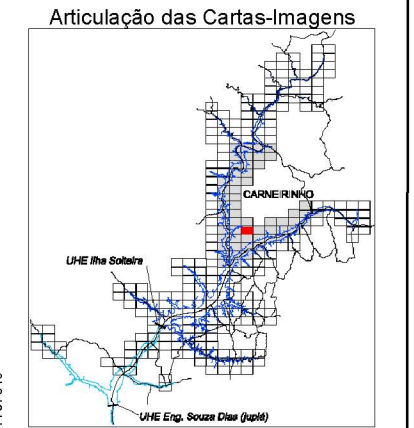 Articulação das Cartas-Imagens
CARNEIRINHO
UHE Ilha Solteira
UHE Eng. Souza Dias (jupiá)